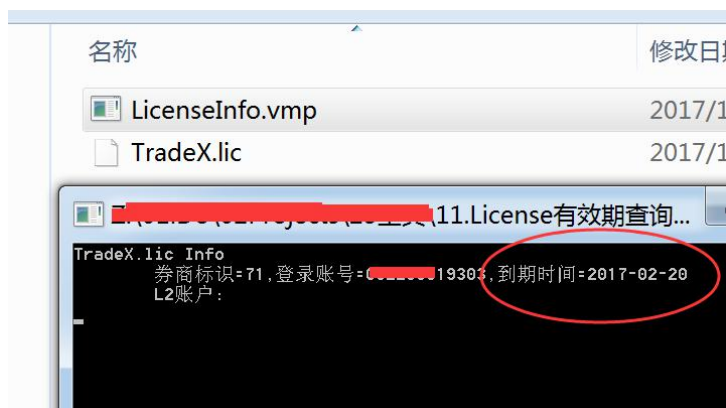 名称 修改日
LicenseInfo.vmp 2017/1
TradeX.lic 2017/1
\11.License有效期查询...
TradeX.lic Info
券商标识=71,登录账号=19303,到期时间=2017-02-20
L2账户: